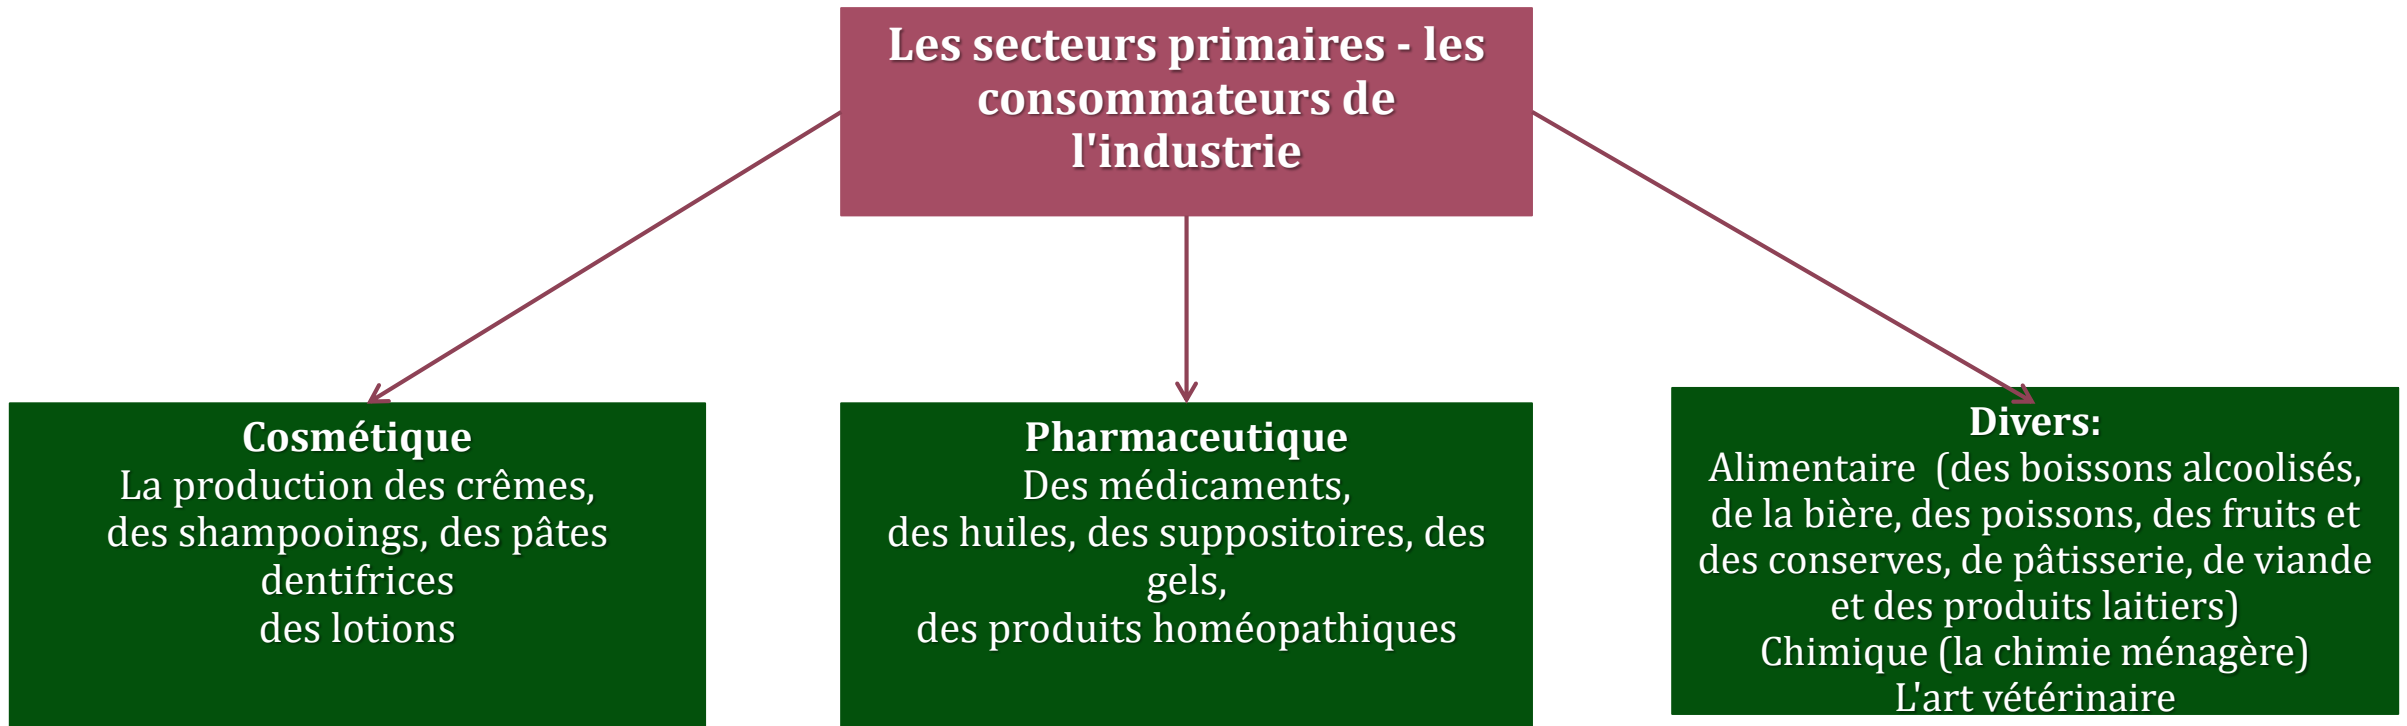 Les secteurs primaires - les
consommateurs de
l'industrie
Cosmétique
La production des crêmes,
des shampooings, des pâtes
dentifrices
des lotions
Pharmaceutique
Des médicaments,
des huiles, des suppositoires, des
gels,
des produits homéopathiques
Divers:
Alimentaire (des boissons alcoolisés,
de la bière, des poissons, des fruits et
des conserves, de pâtisserie, de viande
et des produits laitiers)
Chimique (la chimie ménagère)
L'art vétérinaire